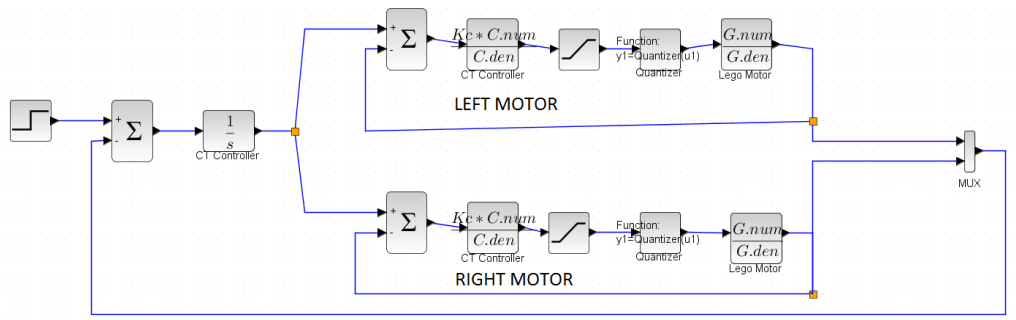 +
-
Σ
Kc * C.num
C.den
CT Controller
Function:
y1=Quantizer(u1)
Quantizer
G.num
G.den
Lego Motor
LEFT MOTOR
+
-
Σ
1
s
CT Controller
MUX
+
-
Σ
Kc * C.num
C.den
CT Controller
Function:
y1=Quantizer(u1)
Quantizer
G.num
G.den
Lego Motor
RIGHT MOTOR